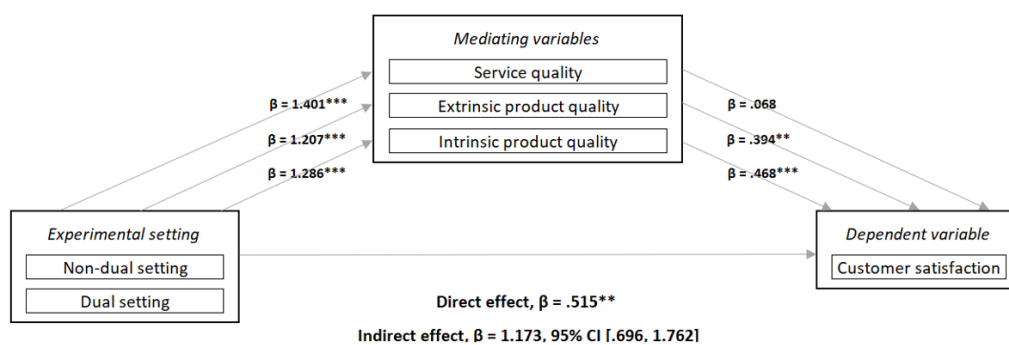 Mediating variables
Service quality
Extrinsic product quality
Intrinsic product quality
β = 1.401***
β = 1.207***
β = 1.286***
β = .068
β = .394**
β = .468***
Experimental setting
Non-dual setting
Dual setting
Dependent variable
Customer satisfaction
Direct effect, β = .515**
Indirect effect, β = 1.173, 95% CI [.696, 1.762]